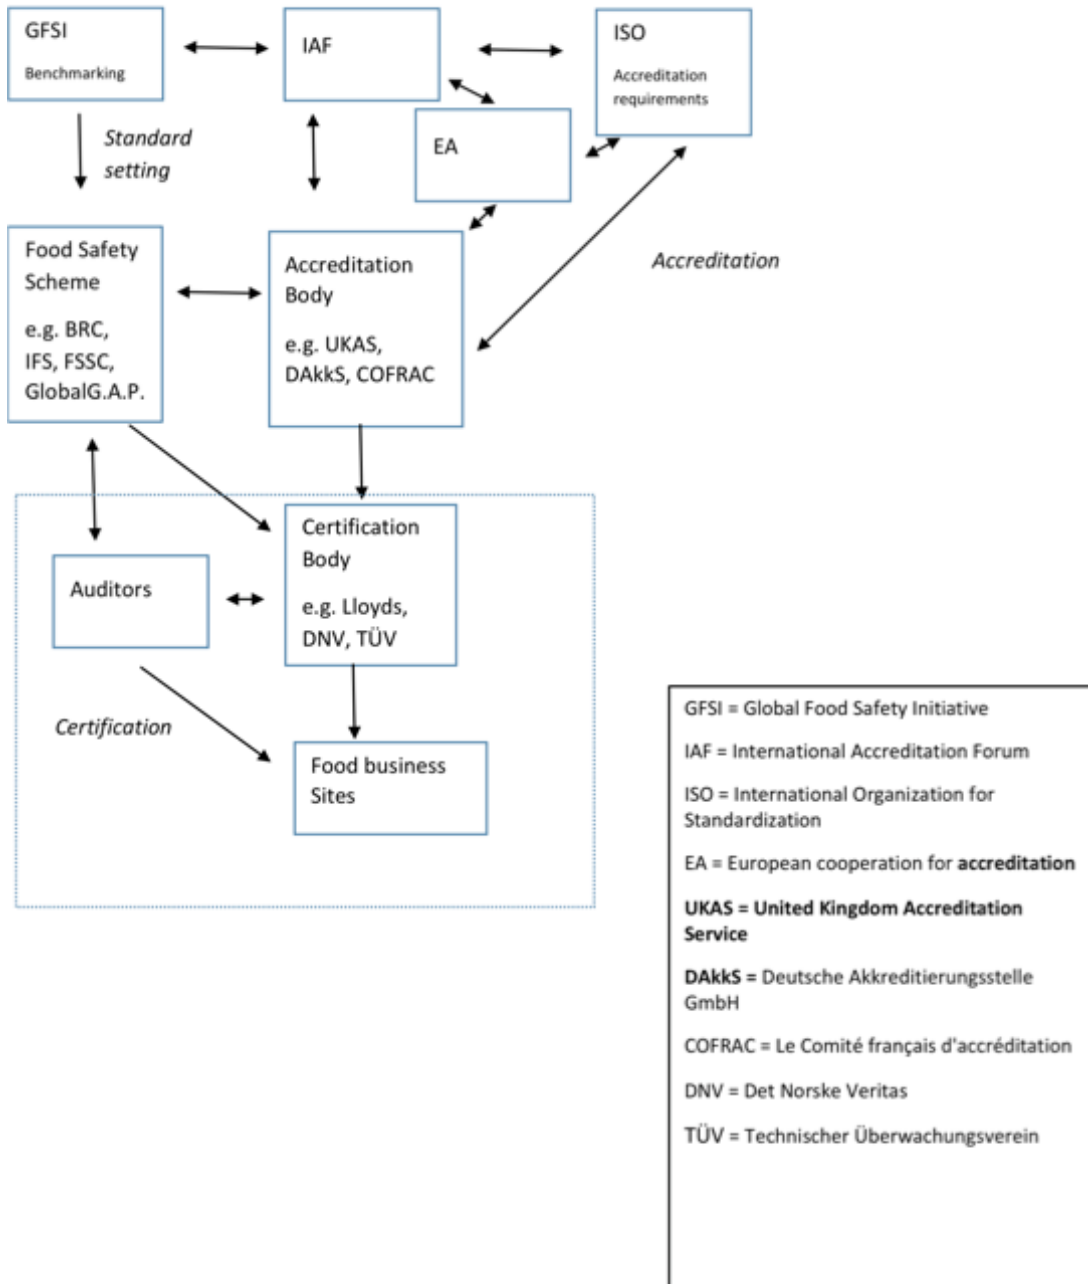 GFSI
Benchmarking
IAF
ISO
Accreditation
requirements
EA
Standard
setting
Food Safety
Scheme
e.g. BRC,
IFS, FSSC,
GlobalG.A.P.
Accreditation
Body
e.g. UKAS,
DAkkS, COFRAC
Accreditation
Certification
Body
e.g. Lloyds,
DNV, TÜV
Auditors
Certification
Food business
Sites
GFSI = Global Food Safety Initiative
IAF = International Accreditation Forum
ISO = International Organization for
Standardization
EA = European cooperation for accreditation
UKAS = United Kingdom Accreditation
Service
DAkkS = Deutsche Akkreditierungsstelle
GmbH
COFRAC = Le Comité français d'accréditation
DNV = Det Norske Veritas
TÜV = Technischer Überwachungsverein